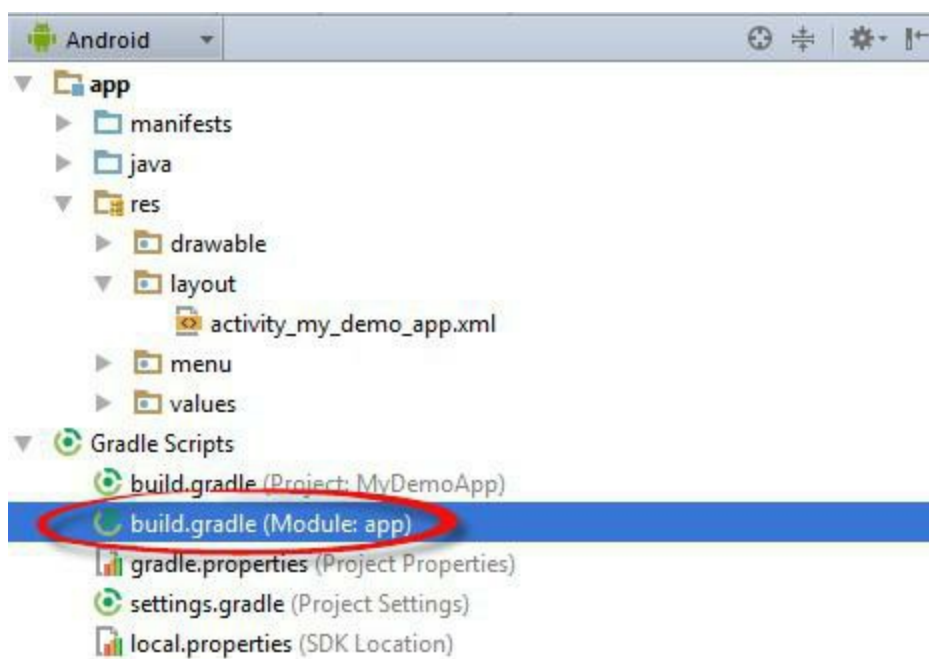 Android
app
manifests
java
res
drawable
layout
activity_my_demo_app.xml
menu
values
Gradle Scripts
build.gradle (Project: MyDemoApp)
build.gradle (Module: app)
gradle.properties (Project Properties)
settings.gradle (Project Settings)
local.properties (SDK Location)